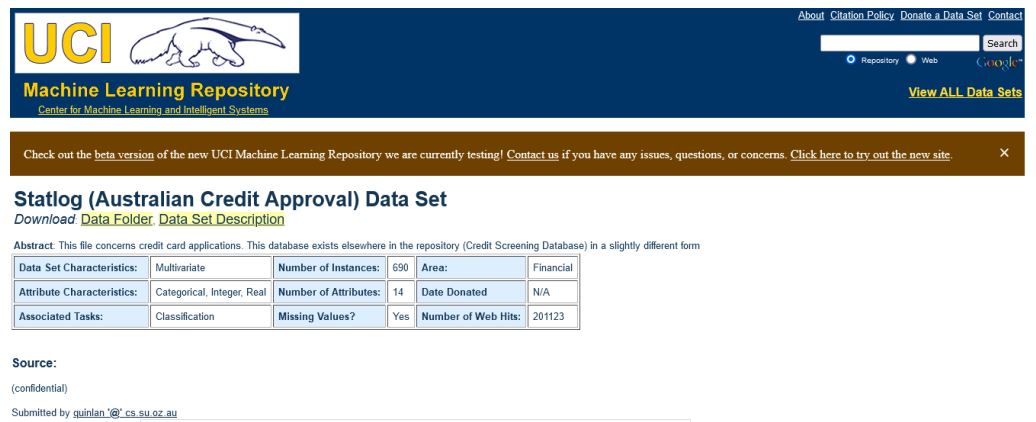 About Citation Policy Donate a Data Set Contact
UCI
Search
Repository Web Google™
Machine Learning Repository
View ALL Data Sets
Center for Machine Learning and Intelligent Systems
Check out the beta version of the new UCI Machine Learning Repository we are currently testing! Contact us if you have any issues, questions, or concerns. Click here to try out the new site. ×
Statlog (Australian Credit Approval) Data Set
Download: Data Folder, Data Set Description
Abstract: This file concerns credit card applications. This database exists elsewhere in the repository (Credit Screening Database) in a slightly different form
Data Set Characteristics: Multivariate Number of Instances: 690 Area: Financial
Attribute Characteristics: Categorical, Integer, Real Number of Attributes: 14 Date Donated N/A
Associated Tasks: Classification Missing Values? Yes Number of Web Hits: 201123
Source:
(confidential)
Submitted by quinlan '@' cs.su.oz.au